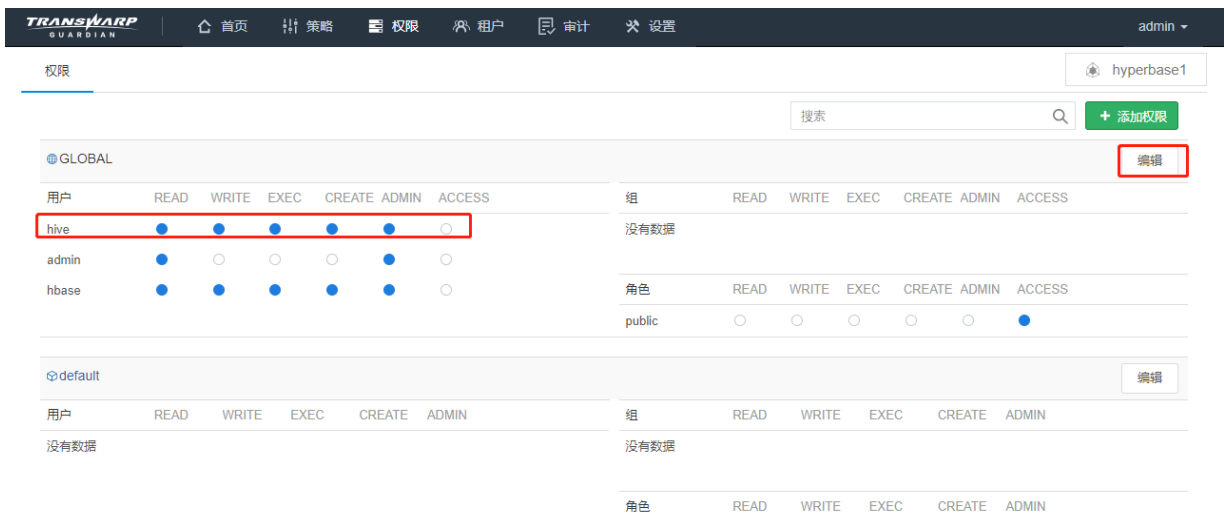 TRANSWARP 首页 策略 权限 租户 审计 设置 admin
GUARDIAN
权限 hyperbase1
搜索 + 添加权限
GLOBAL 编辑
用户 READ WRITE EXEC CREATE ADMIN ACCESS
hive
admin
hbase
组 READ WRITE EXEC CREATE ADMIN ACCESS
没有数据
角色 READ WRITE EXEC CREATE ADMIN ACCESS
public
default 编辑
用户 READ WRITE EXEC CREATE ADMIN
没有数据
组 READ WRITE EXEC CREATE ADMIN
没有数据
角色 READ WRITE EXEC CREATE ADMIN